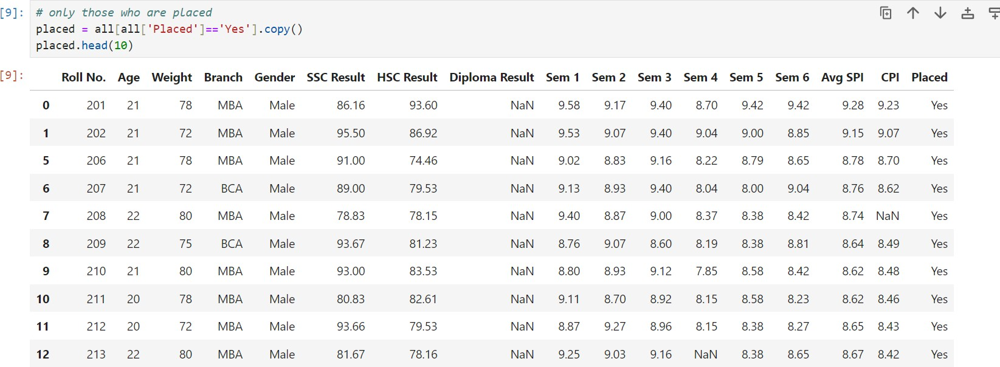 [9]: # only those who are placed
placed = all[all['Placed']=='Yes'].copy()
placed.head(10)
[9]: Roll No. Age Weight Branch Gender SSC Result HSC Result Diploma Result Sem 1 Sem 2 Sem 3 Sem 4 Sem 5 Sem 6 Avg SPI CPI Placed
0 201 21 78 MBA Male 86.16 93.60 NaN 9.58 9.17 9.40 8.70 9.42 9.42 9.28 9.23 Yes
1 202 21 72 MBA Male 95.50 86.92 NaN 9.53 9.07 9.40 9.04 9.00 8.85 9.15 9.07 Yes
5 206 21 78 MBA Male 91.00 74.46 NaN 9.02 8.83 9.16 8.22 8.79 8.65 8.78 8.70 Yes
6 207 21 72 BCA Male 89.00 79.53 NaN 9.13 8.93 9.40 8.04 8.00 9.04 8.76 8.62 Yes
7 208 22 80 MBA Male 78.83 78.15 NaN 9.40 8.87 9.00 8.37 8.38 8.42 8.74 NaN Yes
8 209 22 75 BCA Male 93.67 81.23 NaN 8.76 9.07 8.60 8.19 8.38 8.81 8.64 8.49 Yes
9 210 21 80 MBA Male 93.00 83.53 NaN 8.80 8.93 9.12 7.85 8.58 8.42 8.62 8.48 Yes
10 211 20 78 MBA Male 80.83 82.61 NaN 9.11 8.70 8.92 8.15 8.58 8.23 8.62 8.46 Yes
11 212 20 72 MBA Male 93.66 79.53 NaN 8.87 9.27 8.96 8.15 8.38 8.27 8.65 8.43 Yes
12 213 22 80 MBA Male 81.67 78.16 NaN 9.25 9.03 9.16 NaN 8.38 8.65 8.67 8.42 Yes